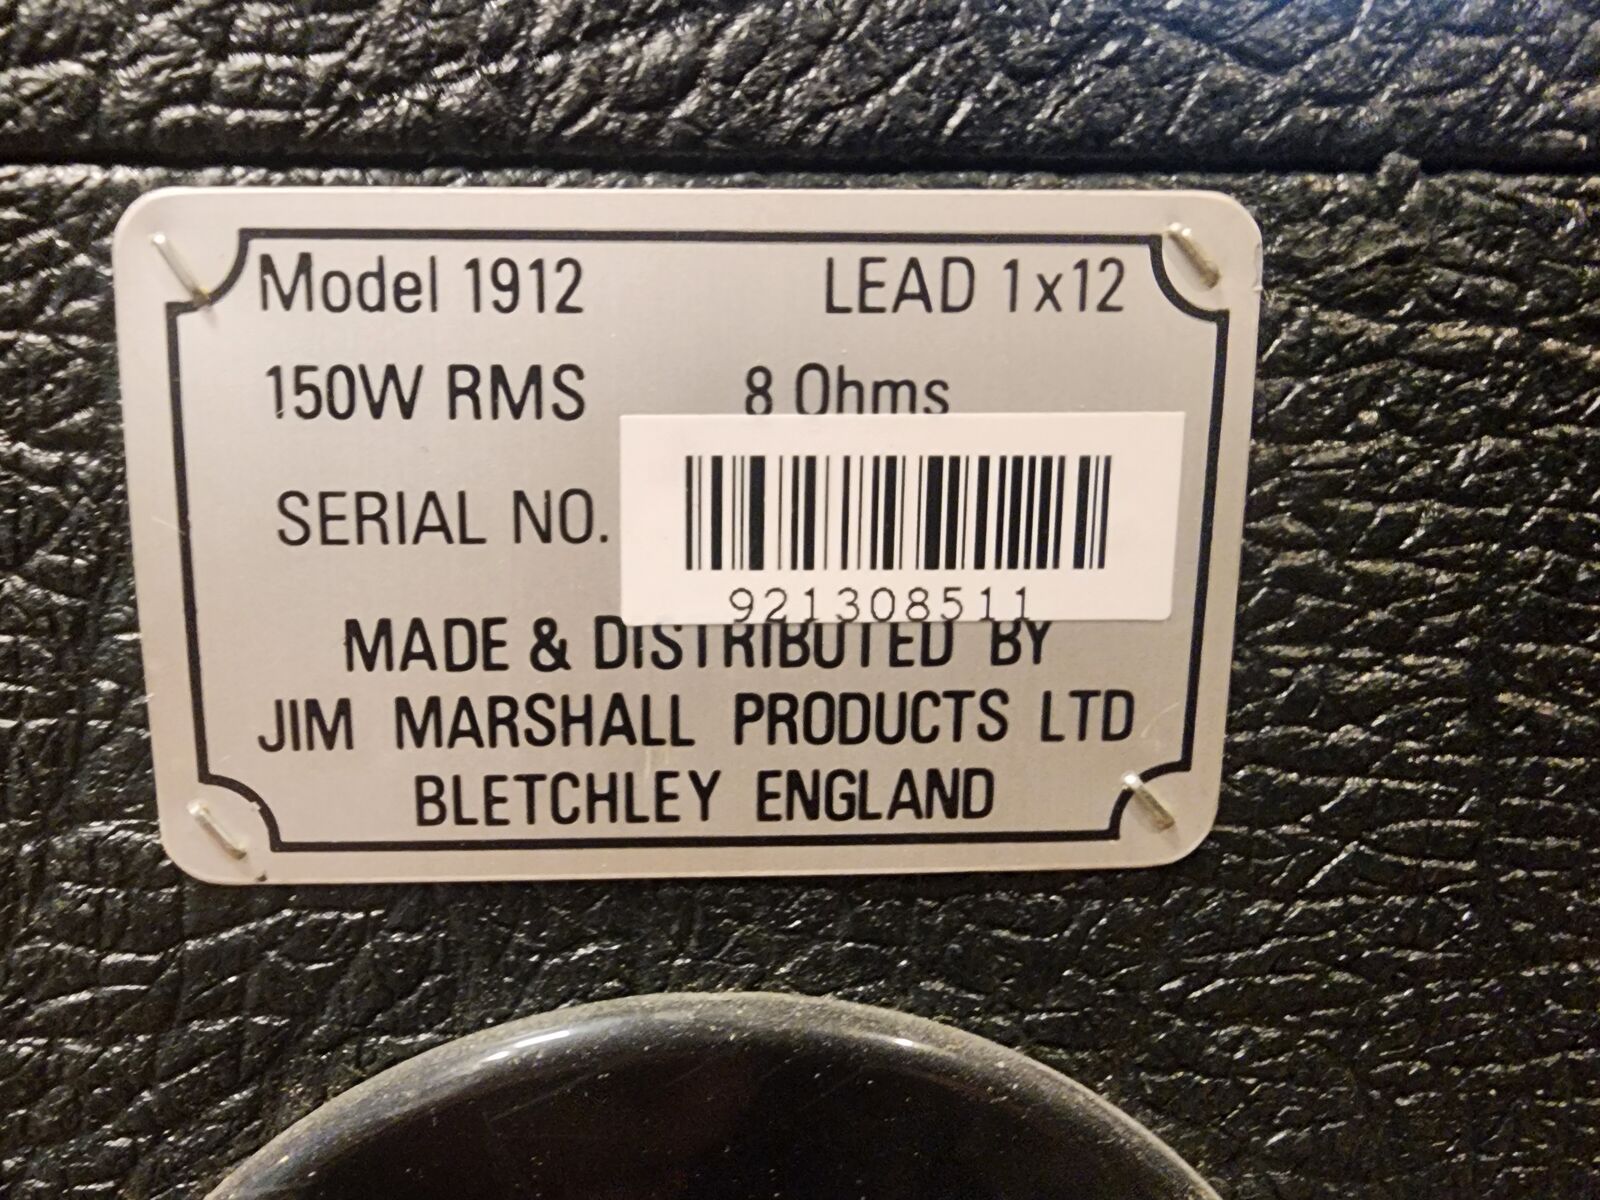 Model 1912 LEAD 1x12
150W RMS 8 Ohms
SERIAL NO.
921308511
MADE & DISTRIBUTED BY
JIM MARSHALL PRODUCTS LTD
BLETCHLEY ENGLAND